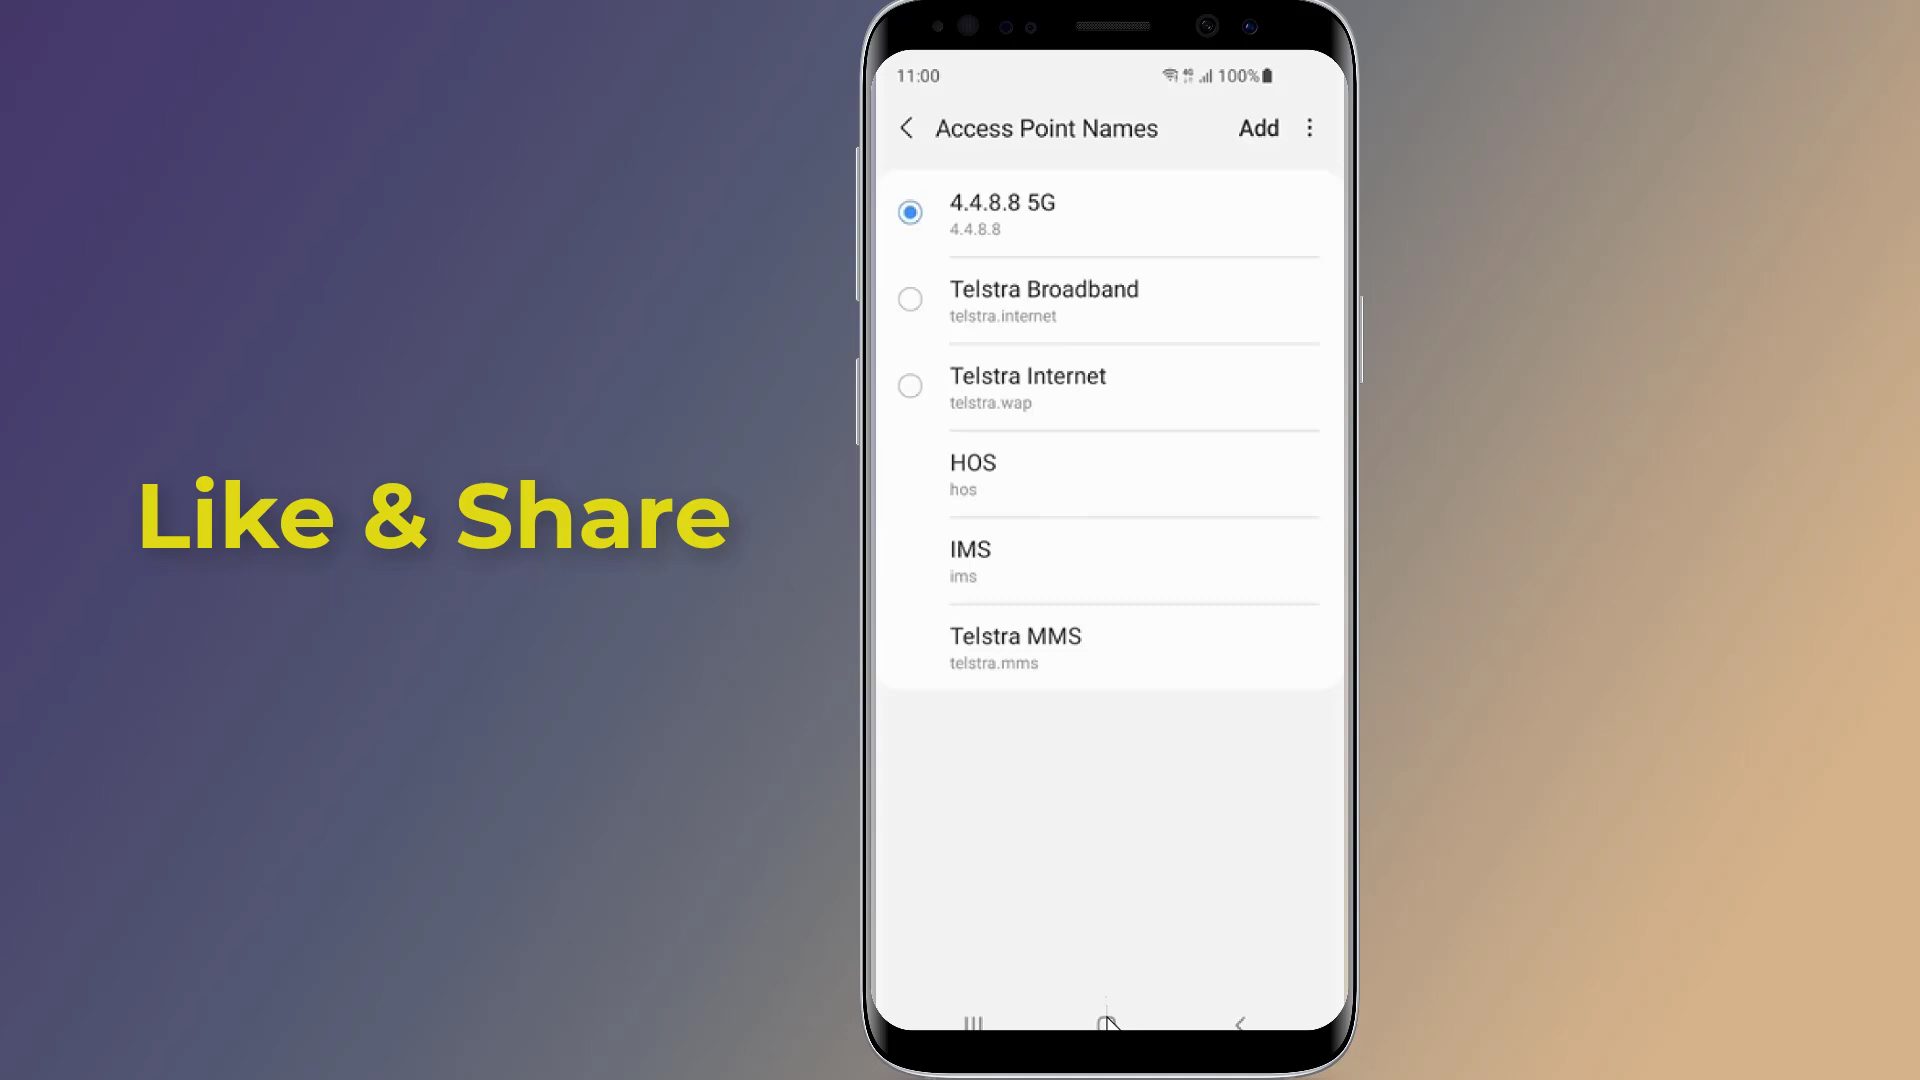 11:00
100%
Access Point Names
Add
4.4.8.8 5G
4.4.8.8
Telstra Broadband
telstra.internet
Telstra Internet
telstra.wap
HOS
hos
IMS
ims
Telstra MMS
telstra.mms
Like & Share